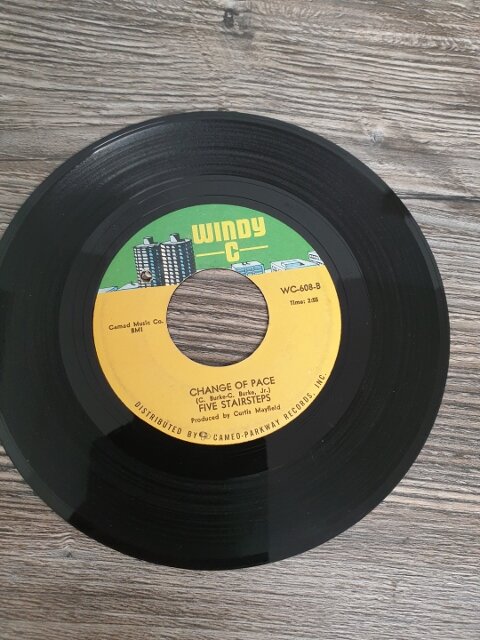 WINDY
C
WC-608-B
Time: 2:55
Camad Music Co.
BMI
CHANGE OF PACE
(C. Burke-C. Burke, Jr.)
FIVE STAIRSTEPS
Produced by Curtis Mayfield
DISTRIBUTED BY CAMEO-PARKWAY RECORDS, INC.